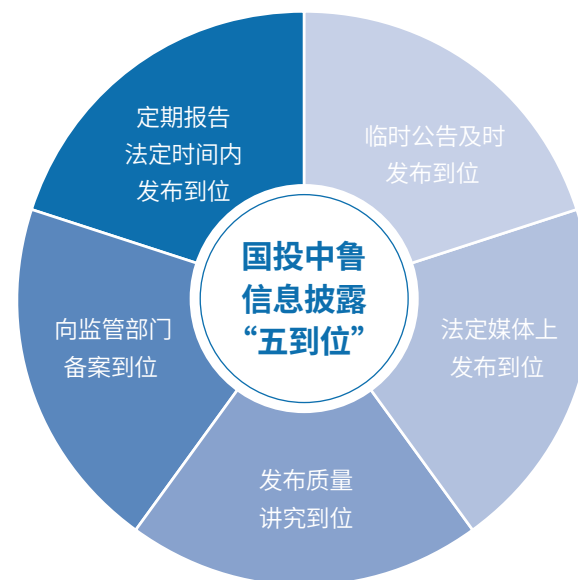 定期报告
法定时间内
发布到位
临时公告及时
发布到位
国投中鲁
信息披露
“五到位”
向监管部门
备案到位
法定媒体上
发布到位
发布质量
讲究到位